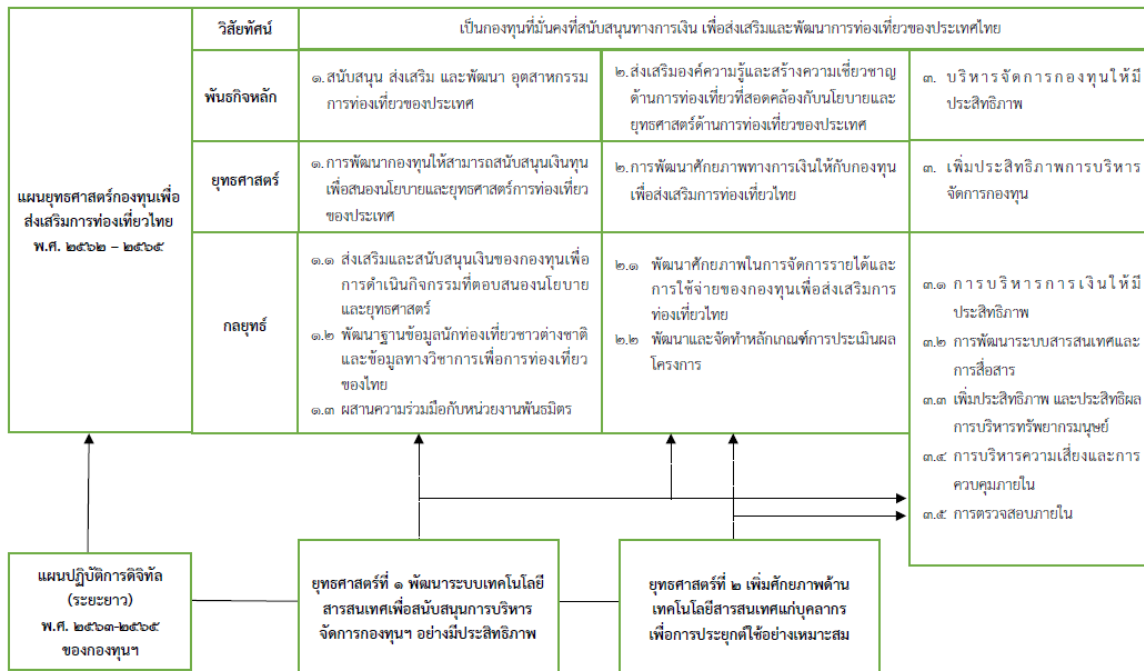 วิสัยทัศน์
เป็นกองทุนที่มั่นคงที่สนับสนุนทางการเงิน เพื่อส่งเสริมและพัฒนาการท่องเที่ยวของประเทศไทย
แผนยุทธศาสตร์กองทุนเพื่อ
ส่งเสริมการท่องเที่ยวไทย
พ.ศ. ๒๕๖๒ – ๒๕๖๕
พันธกิจหลัก
๑. สนับสนุน ส่งเสริม และพัฒนา อุตสาหกรรม
การท่องเที่ยวของประเทศ
๒. ส่งเสริมองค์ความรู้และสร้างความเชี่ยวชาญ
ด้านการท่องเที่ยวที่สอดคล้องกับนโยบายและ
ยุทธศาสตร์ด้านการท่องเที่ยวของประเทศ
๓. บริหารจัดการกองทุนให้มี
ประสิทธิภาพ
ยุทธศาสตร์
๑. การพัฒนากองทุนให้สามารถสนับสนุนเงินทุน
เพื่อสนองนโยบายและยุทธศาสตร์การท่องเที่ยว
ของประเทศ
๒. การพัฒนาศักยภาพทางการเงินให้กับกองทุน
เพื่อส่งเสริมการท่องเที่ยวไทย
๓. เพิ่มประสิทธิภาพการบริหาร
จัดการกองทุน
กลยุทธ์
๑.๑ ส่งเสริมและสนับสนุนเงินของกองทุนเพื่อ
การดำเนินกิจกรรมที่ตอบสนองนโยบาย
และยุทธศาสตร์
๑.๒ พัฒนาฐานข้อมูลนักท่องเที่ยวชาวต่างชาติ
และข้อมูลทางวิชาการเพื่อการท่องเที่ยว
ของไทย
๑.๓ ผสานความร่วมมือกับหน่วยงานพันธมิตร
๒.๑ พัฒนาศักยภาพในการจัดการรายได้และ
การใช้จ่ายของกองทุนเพื่อส่งเสริมการ
ท่องเที่ยวไทย
๒.๒ พัฒนาและจัดทำหลักเกณฑ์การประเมินผล
โครงการ
๓.๑ การบริหารการเงินให้มี
ประสิทธิภาพ
๓.๒ การพัฒนาระบบสารสนเทศและ
การสื่อสาร
๓.๓ เพิ่มประสิทธิภาพ และประสิทธิผล
การบริหารทรัพยากรมนุษย์
๓.๔ การบริหารความเสี่ยงและการ
ควบคุมภายใน
๓.๕ การตรวจสอบภายใน
แผนปฏิบัติการดิจิทัล
(ระยะยาว)
พ.ศ. ๒๕๖๓-๒๕๖๕
ของกองทุนฯ
ยุทธศาสตร์ที่ ๑ พัฒนาระบบเทคโนโลยี
สารสนเทศเพื่อสนับสนุนการบริหาร
จัดการกองทุนฯ อย่างมีประสิทธิภาพ
ยุทธศาสตร์ที่ ๒ เพิ่มศักยภาพด้าน
เทคโนโลยีสารสนเทศแก่บุคลากร
เพื่อการประยุกต์ใช้อย่างเหมาะสม